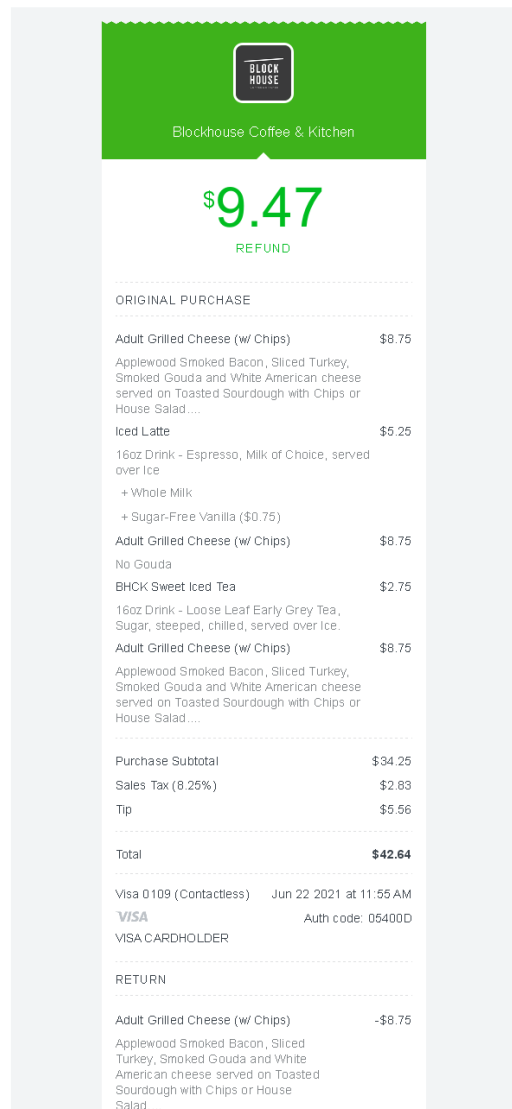 BLOCK
HOUSE
Blockhouse Coffee & Kitchen
$9.47
REFUND
ORIGINAL PURCHASE
Adult Grilled Cheese (w/ Chips) $8.75
Applewood Smoked Bacon, Sliced Turkey,
Smoked Gouda and White American cheese
served on Toasted Sourdough with Chips or
House Salad....
Iced Latte $5.25
16oz Drink - Espresso, Milk of Choice, served
over Ice
+ Whole Milk
+ Sugar-Free Vanilla ($0.75)
Adult Grilled Cheese (w/ Chips) $8.75
No Gouda
BHCK Sweet Iced Tea $2.75
16oz Drink - Loose Leaf Early Grey Tea,
Sugar, steeped, chilled, served over Ice.
Adult Grilled Cheese (w/ Chips) $8.75
Applewood Smoked Bacon, Sliced Turkey,
Smoked Gouda and White American cheese
served on Toasted Sourdough with Chips or
House Salad....
Purchase Subtotal $34.25
Sales Tax (8.25%) $2.83
Tip $5.56
Total $42.64
Visa 0109 (Contactless) Jun 22 2021 at 11:55 AM
VISA Auth code: 05400D
VISA CARDHOLDER
RETURN
Adult Grilled Cheese (w/ Chips) -$8.75
Applewood Smoked Bacon, Sliced
Turkey, Smoked Gouda and White
American cheese served on Toasted
Sourdough with Chips or House
Salad